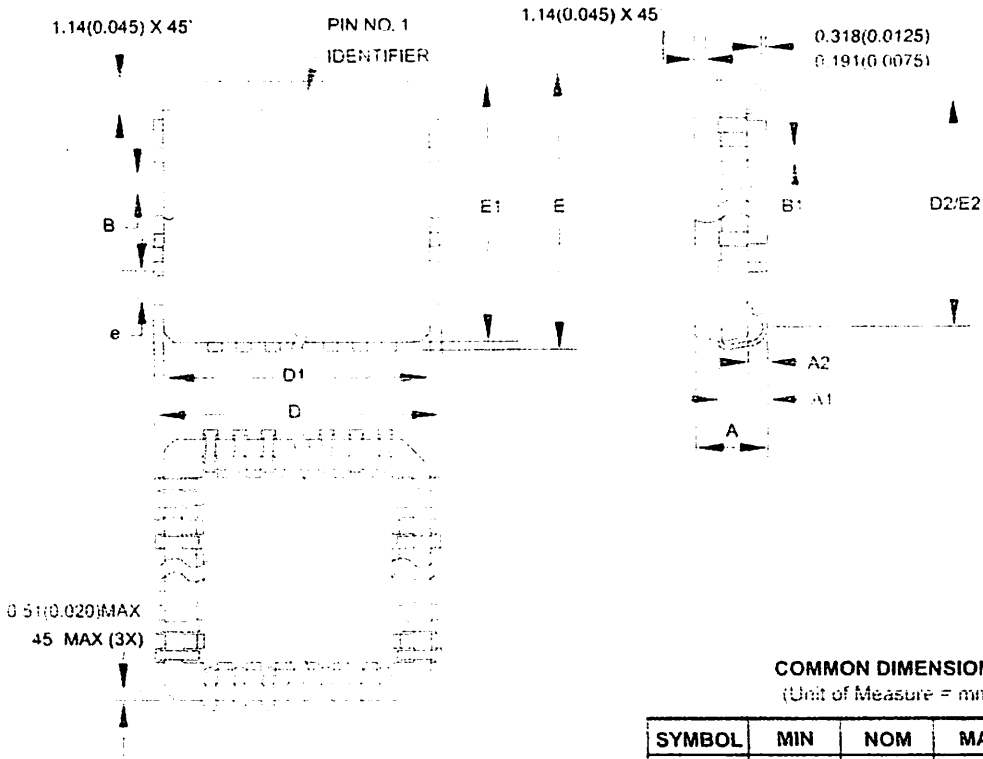 1.14(0.045) X 45°
PIN NO. 1
IDENTIFIER
1.14(0.045) X 45
0.318(0.0125)
0.191(0.0075)
B
e
E1
E
B1
D2/E2
D1
D
A2
A1
A
0.51(0.020)MAX
45 MAX (3X)
COMMON DIMENSION
(Unit of Measure = mm
SYMBOL MIN NOM MA